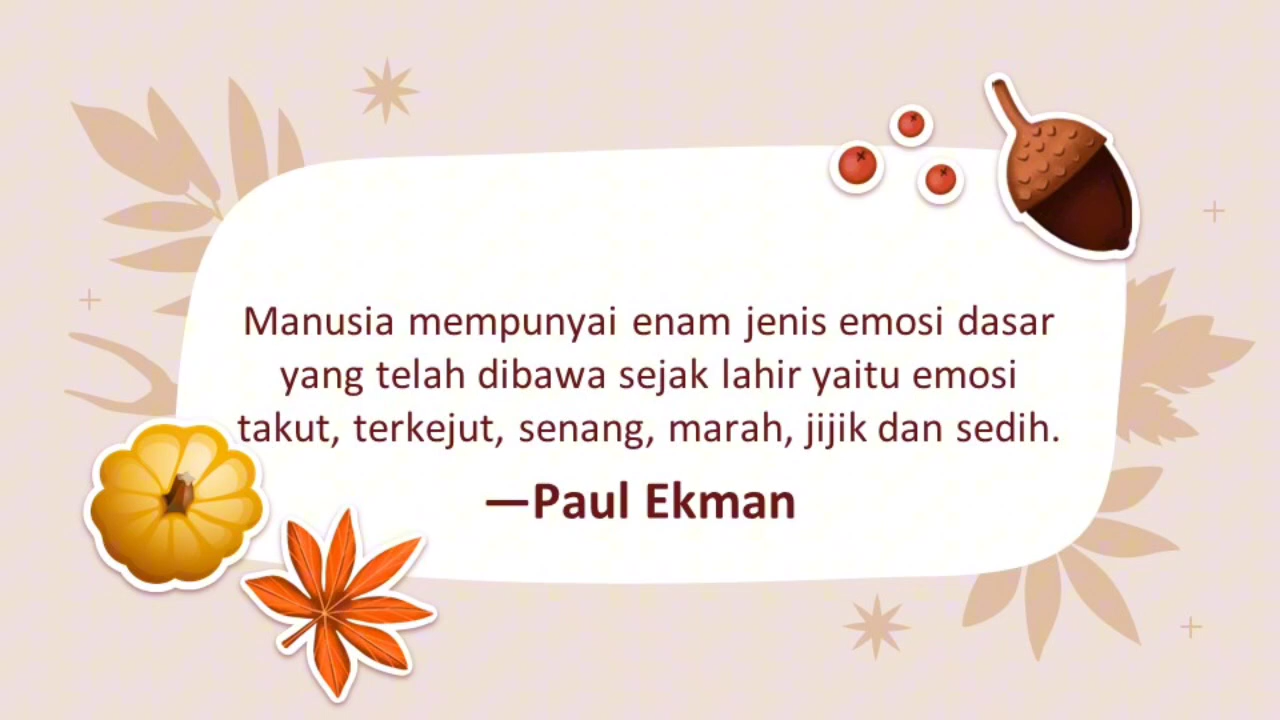 Manusia mempunyai enam jenis emosi dasar
yang telah dibawa sejak lahir yaitu emosi
takut, terkejut, senang, marah, jijik dan sedih.
—Paul Ekman